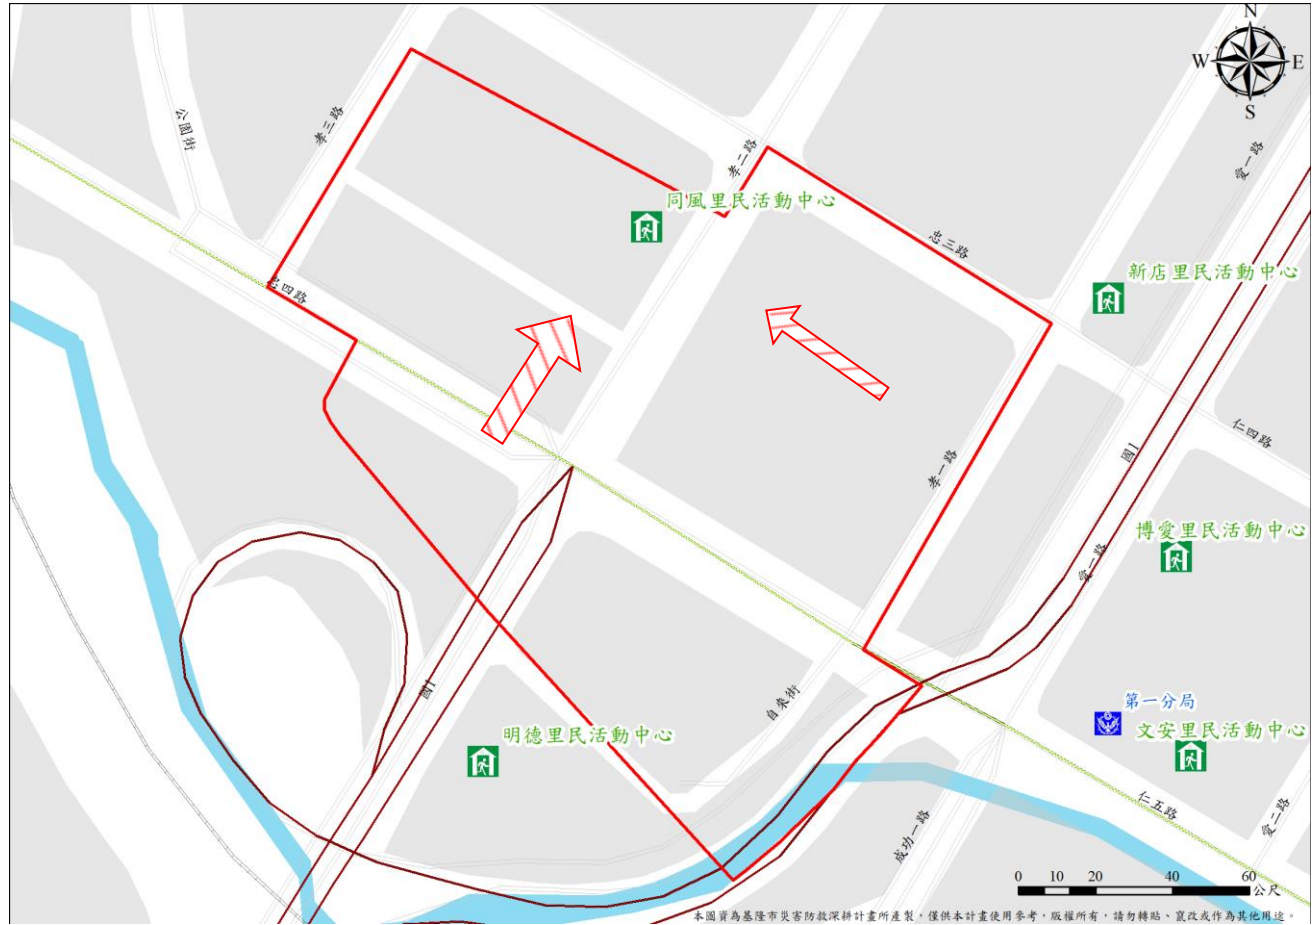 N
W
E
S
公園街
孝三路
孝二路
愛一路
同風里民活動中心
忠三路
新店里民活動中心
忠四路
仁四路
孝一路
國1
博愛里民活動中心
愛一路
國1
自來街
第一分局
文安里民活動中心
明德里民活動中心
仁五路
愛二路
成功一路
0 10 20 40 60
公尺
本圖資為基隆市災害防救深耕計畫所產製，僅供本計畫使用參考，版權所有，請勿轉貼、竄改或作為其他用途。